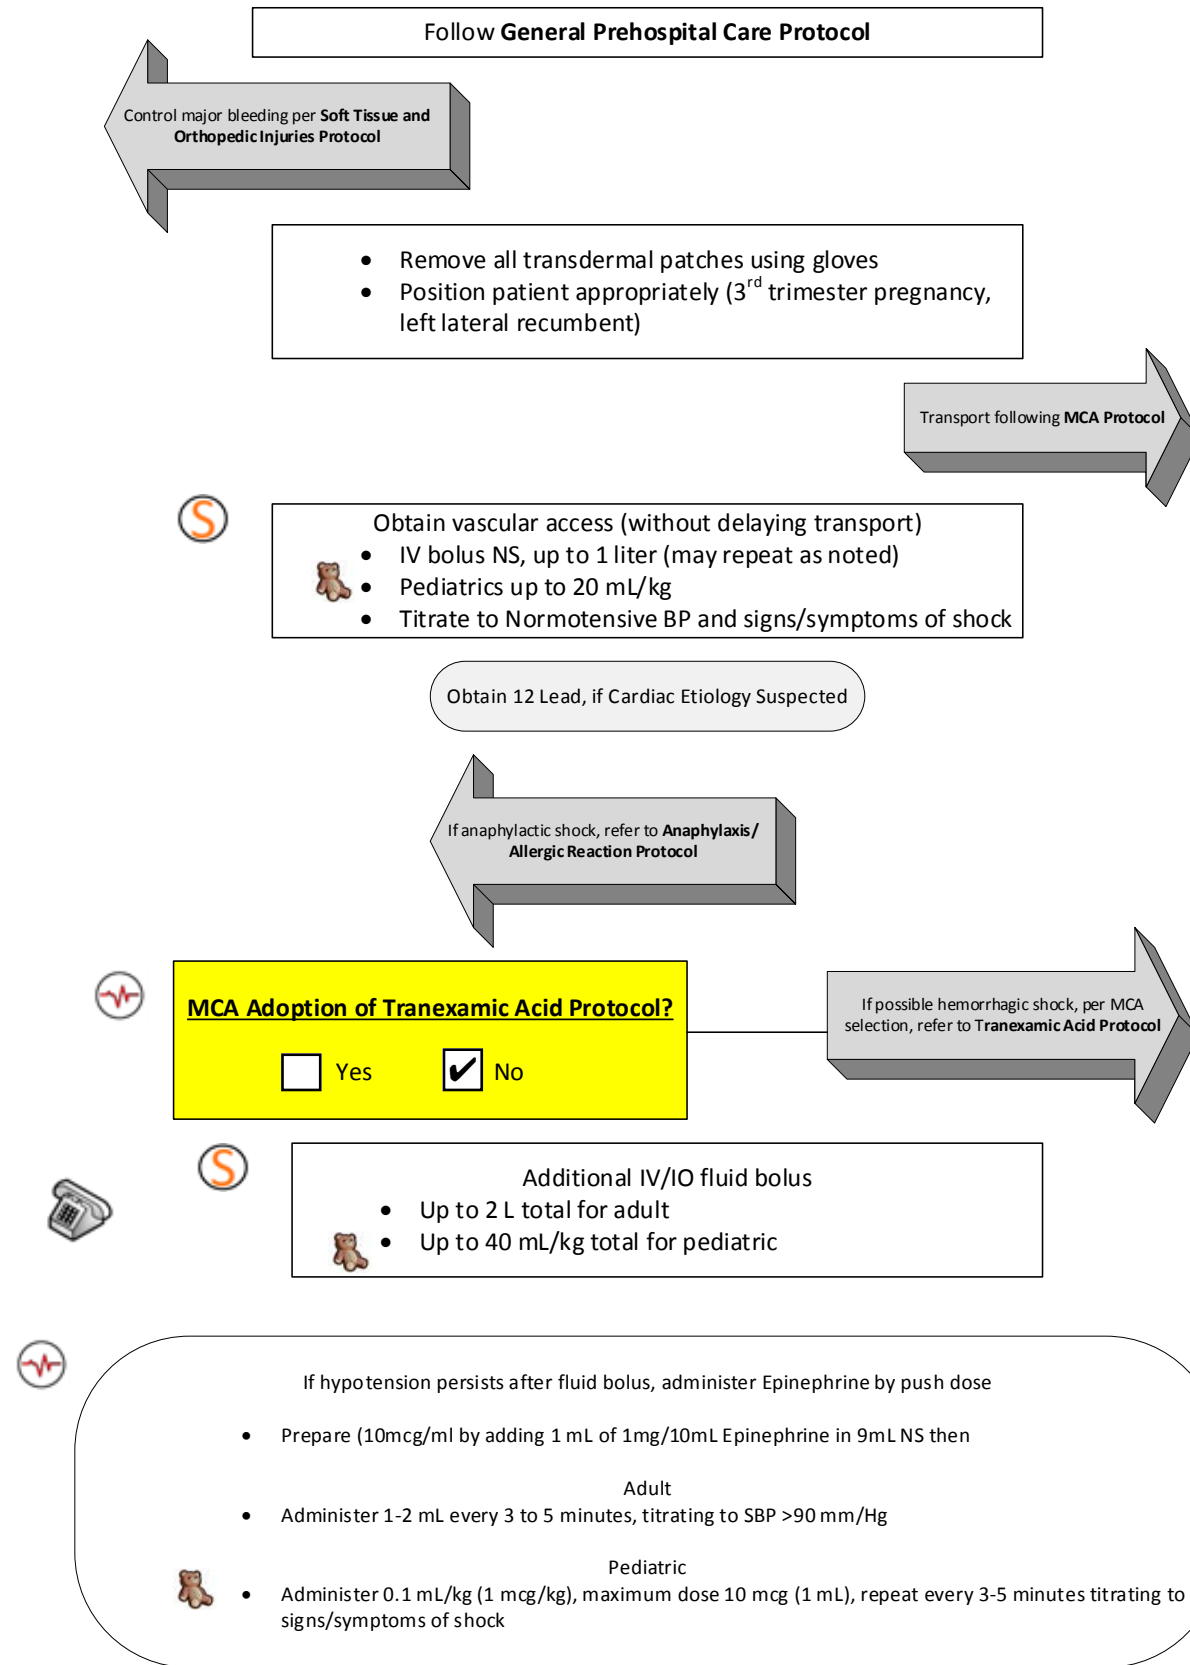 Follow General Prehospital Care Protocol
Control major bleeding per Soft Tissue and
Orthopedic Injuries Protocol
• Remove all transdermal patches using gloves
• Position patient appropriately (3rd trimester pregnancy,
left lateral recumbent)
Transport following MCA Protocol
S
Obtain vascular access (without delaying transport)
• IV bolus NS, up to 1 liter (may repeat as noted)
• Pediatrics up to 20 mL/kg
• Titrate to Normotensive BP and signs/symptoms of shock
Obtain 12 Lead, if Cardiac Etiology Suspected
If anaphylactic shock, refer to Anaphylaxis/
Allergic Reaction Protocol
MCA Adoption of Tranexamic Acid Protocol?
Yes ✔ No
If possible hemorrhagic shock, per MCA
selection, refer to Tranexamic Acid Protocol
S
Additional IV/IO fluid bolus
• Up to 2 L total for adult
• Up to 40 mL/kg total for pediatric
If hypotension persists after fluid bolus, administer Epinephrine by push dose
• Prepare (10mcg/ml by adding 1 mL of 1mg/10mL Epinephrine in 9mL NS then
Adult
• Administer 1-2 mL every 3 to 5 minutes, titrating to SBP >90 mm/Hg
Pediatric
• Administer 0.1 mL/kg (1 mcg/kg), maximum dose 10 mcg (1 mL), repeat every 3-5 minutes titrating to
signs/symptoms of shock